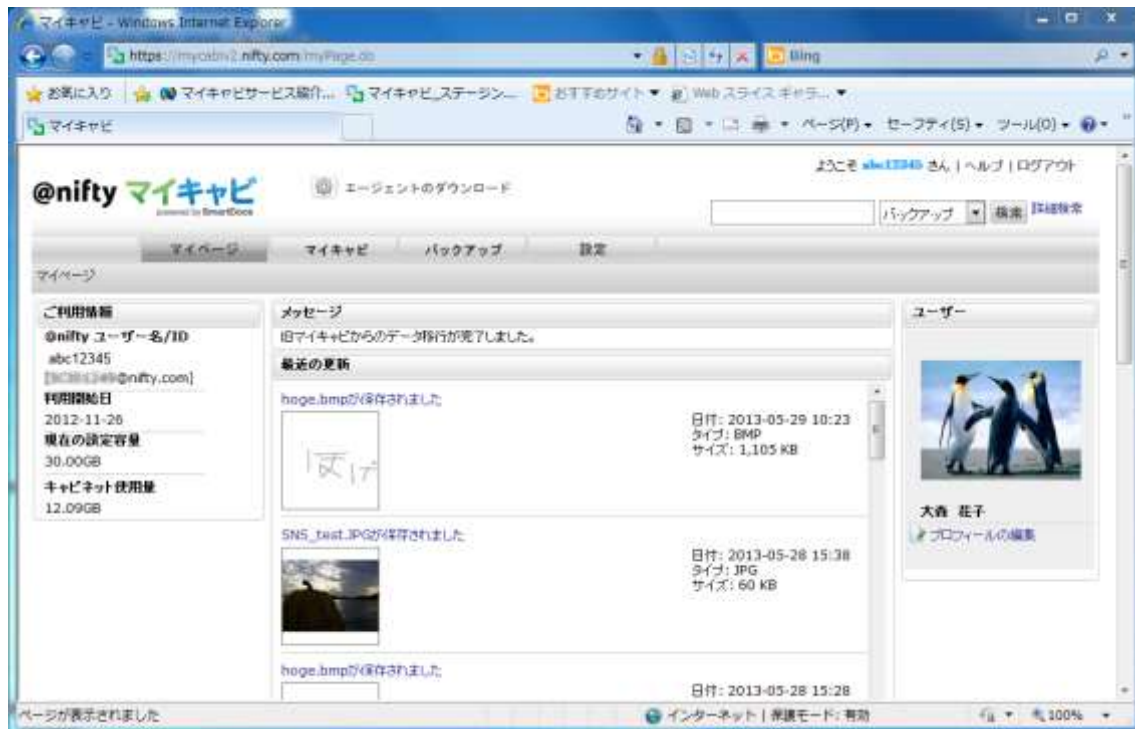 マイキャビ - Windows Internet Explorer
https://mycabiv2.nifty.com/myPage.do
Bing
お気に入り マイキャビサービス紹介... マイキャビ_ステージン... おすすめサイト Web スライス ギャラ...
マイキャビ
ページ(P) セーフティ(S) ツール(O)
ようこそ abc12345 さん | ヘルプ | ログアウト
@nifty マイキャビ
powered by SmartDocs
エージェントのダウンロード
バックアップ 検索 詳細検索
マイページ マイキャビ バックアップ 設定
マイページ
ご利用情報
@nifty ユーザー名/ID
abc12345
@nifty.com]
利用開始日
2012-11-26
現在の設定容量
30.00GB
キャビネット使用量
12.09GB
メッセージ
旧マイキャビからのデータ移行が完了しました。
最近の更新
hoge.bmpが保存されました
日付: 2013-05-29 10:23
タイプ: BMP
サイズ: 1,105 KB
SNS_test.JPGが保存されました
日付: 2013-05-28 15:38
タイプ: JPG
サイズ: 60 KB
hoge.bmpが保存されました
日付: 2013-05-28 15:28
ユーザー
大森 花子
プロフィールの編集
ページが表示されました
インターネット | 保護モード: 有効
100%